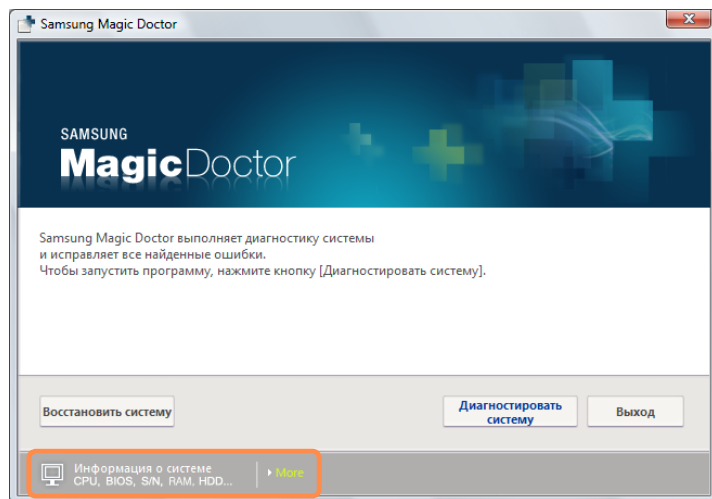 Samsung Magic Doctor
SAMSUNG
MagicDoctor
Samsung Magic Doctor выполняет диагностику системы
и исправляет все найденные ошибки.
Чтобы запустить программу, нажмите кнопку [Диагностировать систему].
Восстановить систему
Диагностировать
систему
Выход
Информация о системе
CPU, BIOS, S/N, RAM, HDD...
More